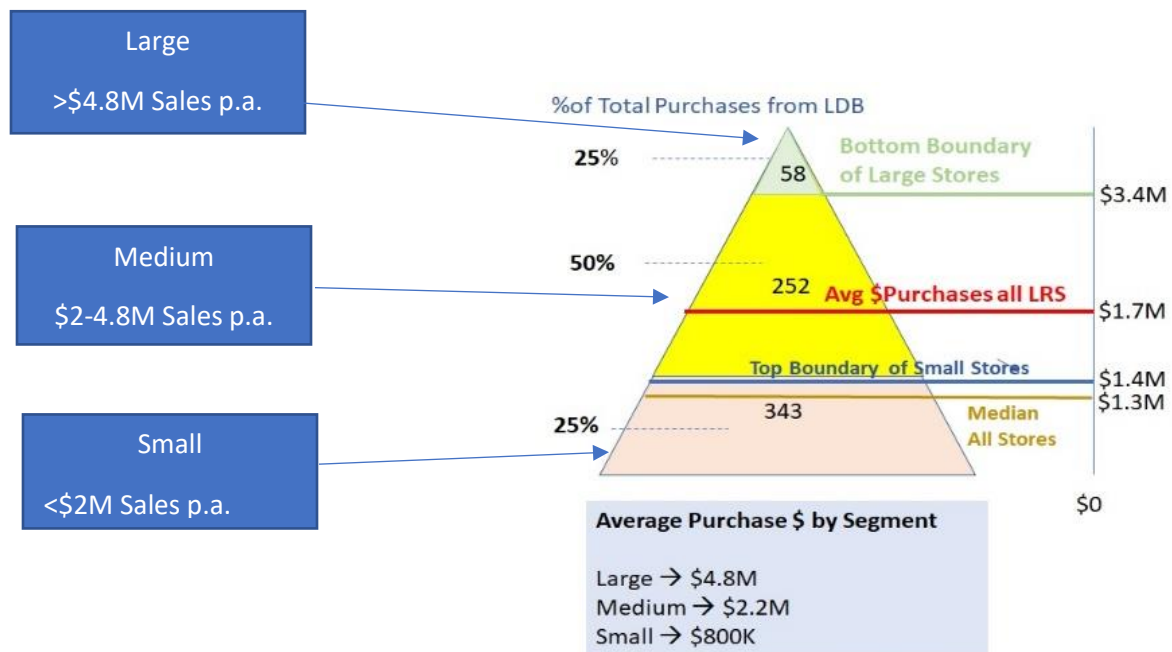 Large
>$4.8M Sales p.a.
Medium
$2-4.8M Sales p.a.
Small
<$2M Sales p.a.
%of Total Purchases from LDB
25%
58
Bottom Boundary
of Large Stores
$3.4M
50%
252
Avg $Purchases all LRS
$1.7M
Top Boundary of Small Stores
$1.4M
$1.3M
343
Median
All Stores
25%
$0
Average Purchase $ by Segment
Large → $4.8M
Medium → $2.2M
Small → $800K